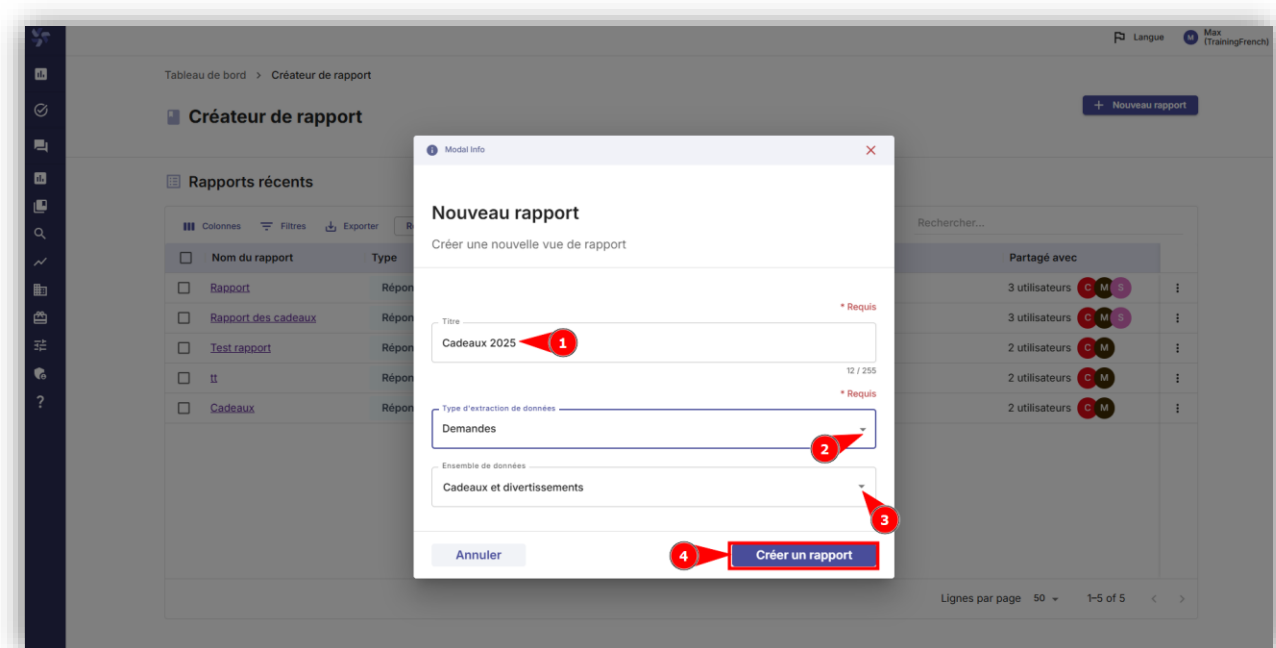 Langue
M
Max
(TrainingFrench)
Tableau de bord > Créateur de rapport
Créateur de rapport
+ Nouveau rapport
Modal Info
Rapports récents
Nouveau rapport
Créer une nouvelle vue de rapport
Colonnes Filtres Exporter
Rechercher...
Nom du rapport Type Partagé avec
Rapport Répon 3 utilisateurs C M S
* Requis
Rapport des cadeaux Répon 3 utilisateurs C M S
Titre
Cadeaux 2025 1
Test rapport Répon 2 utilisateurs C M
12 / 255
tt Répon 2 utilisateurs C M
* Requis
Cadeaux Répon 2 utilisateurs C M
Type d'extraction de données
Demandes
2
Ensemble de données
Cadeaux et divertissements
3
Annuler 4 Créer un rapport
Lignes par page 50 1–5 of 5 < >
?